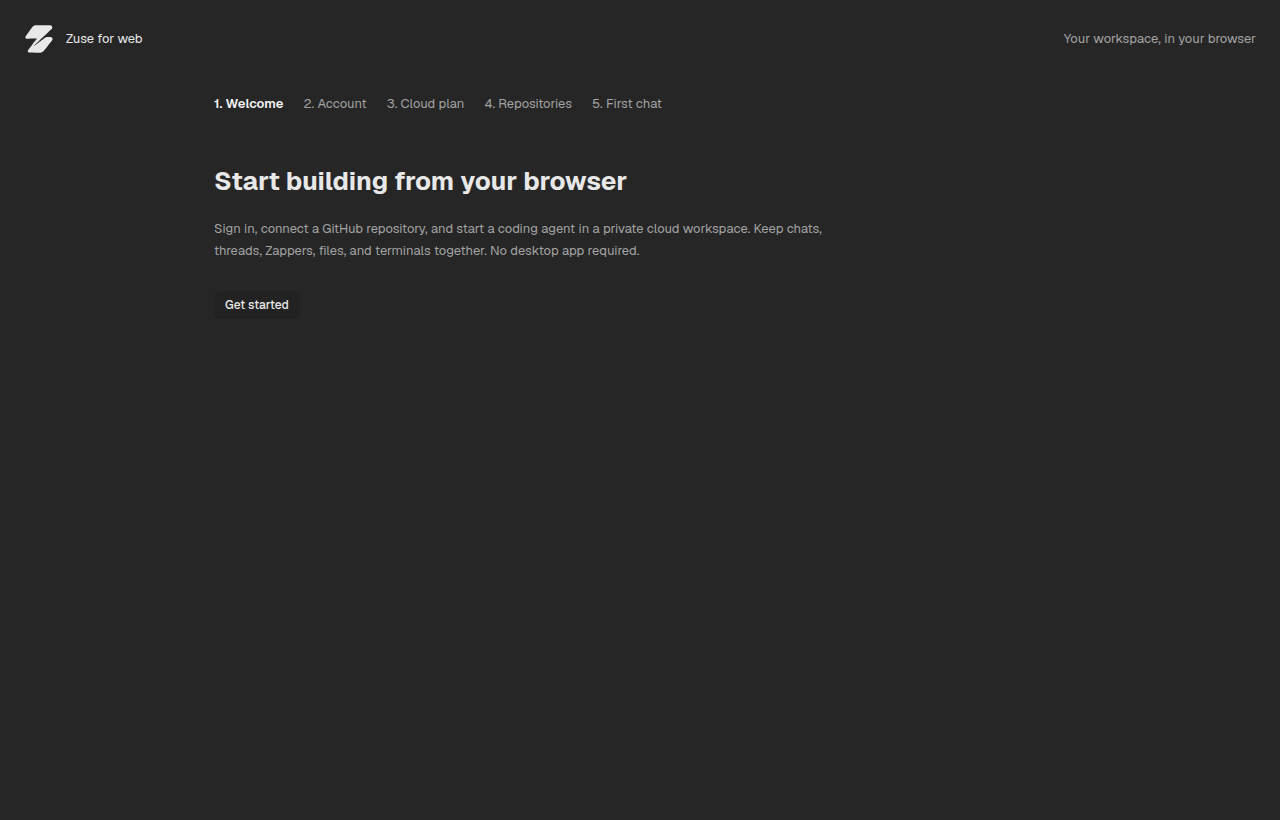 Zuse for web
Your workspace, in your browser
1. Welcome 2. Account 3. Cloud plan 4. Repositories 5. First chat
Start building from your browser
Sign in, connect a GitHub repository, and start a coding agent in a private cloud workspace. Keep chats,
threads, Zappers, files, and terminals together. No desktop app required.
Get started